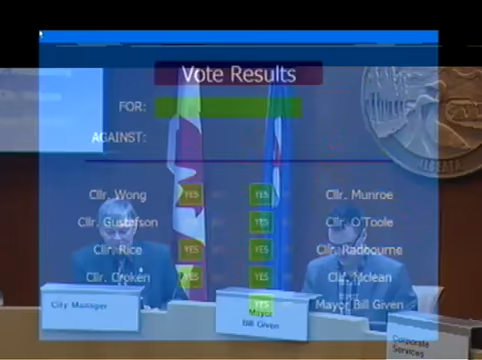 Vote Results
FOR:
AGAINST:
Cllr. Wong YES YES Cllr. Munroe
Cllr. Gustafson YES Cllr. O'Toole
Cllr. Rice YES YES Cllr. Radbourne
Cllr. Croken YES YES Cllr. Mclean
YES Mayor Bill Given
City Manager
Mayor
Bill Given
Corporate
Services
ALBERTA